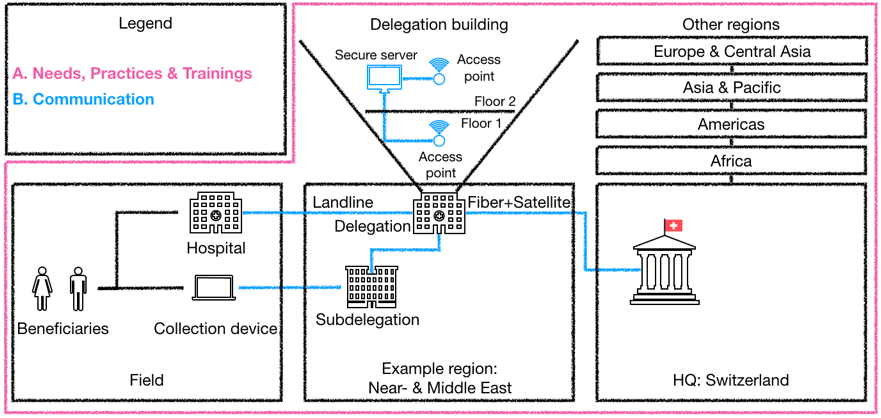 Legend
A. Needs, Practices & Trainings
B. Communication
Delegation building
Secure server
Access
point
Floor 2
Floor 1
Access
point
Other regions
Europe & Central Asia
Asia & Pacific
Americas
Africa
Landline
Fiber+Satellite
Delegation
Hospital
Subdelegation
Beneficiaries
Collection device
Field
Example region:
Near- & Middle East
HQ: Switzerland